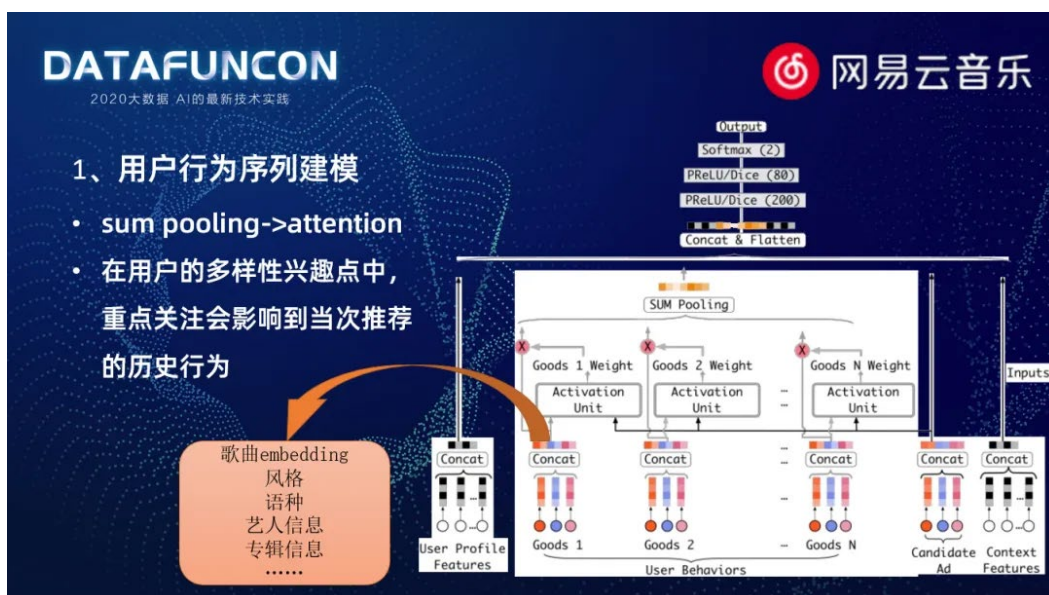 DATAFUNCON
2020大数据 AI的最新技术实践
网易云音乐
1、用户行为序列建模
• sum pooling->attention
• 在用户的多样性兴趣点中，
重点关注会影响到当次推荐
的历史行为
歌曲embedding
风格
语种
艺人信息
专辑信息
......
Output
Softmax (2)
PReLU/Dice (80)
PReLU/Dice (200)
Concat & Flatten
SUM Pooling
X X X
Goods 1 Weight Goods 2 Weight Goods N Weight
Inputs
Activation Activation … Activation
Unit Unit … Unit
Concat Concat Concat … Concat Concat Concat
… … …
Goods 1 Goods 2 … Goods N
User Profile Candidate Context
Features Ad Features
User Behaviors